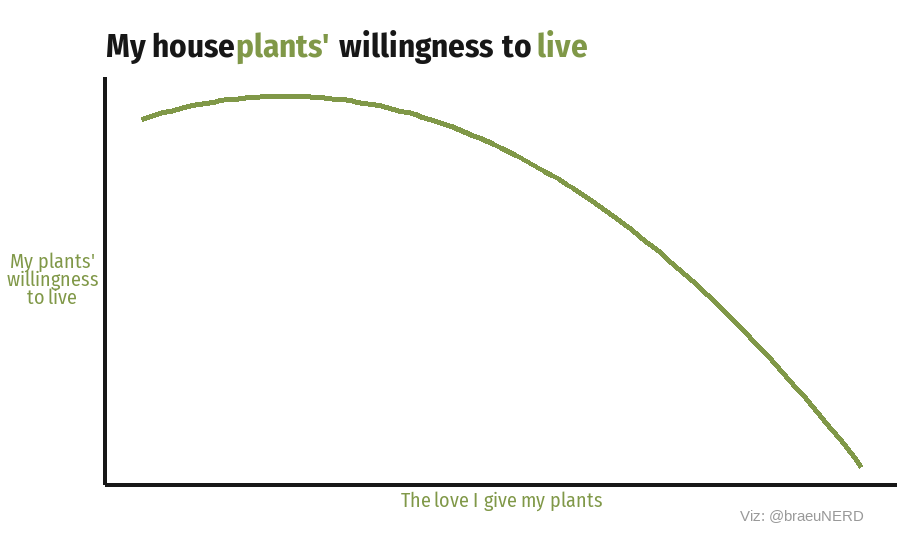 My houseplants' willingness to live
My plants'
willingness
to live
The love I give my plants
Viz: @braeuNERD